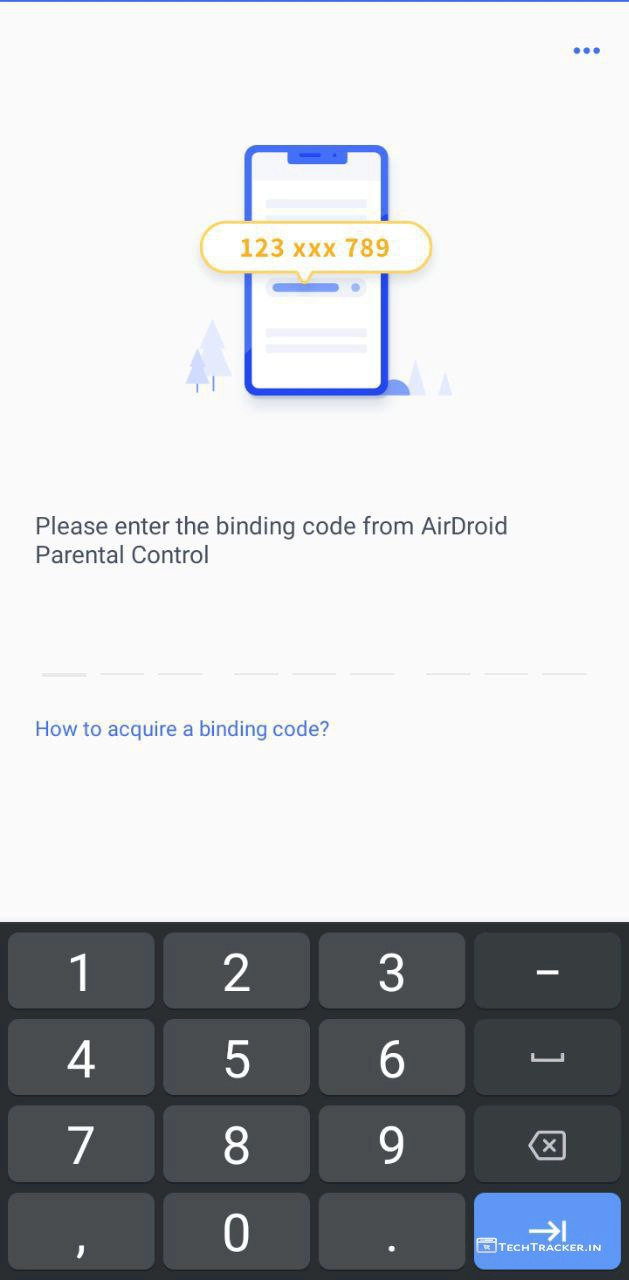 123 xxx 789
Please enter the binding code from AirDroid
Parental Control
How to acquire a binding code?
1 2 3 –
4 5 6
7 8 9
, 0 .
TechTracker.in